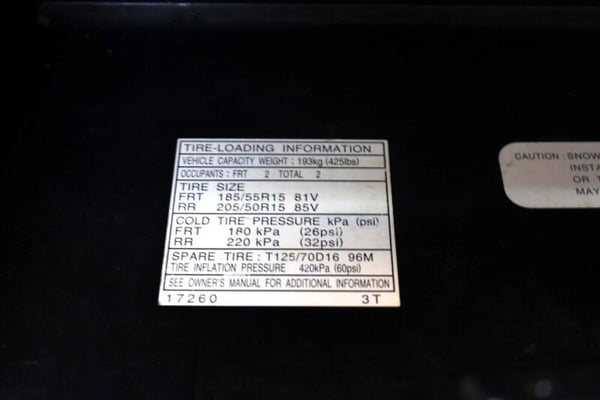 TIRE-LOADING INFORMATION
VEHICLE CAPACITY WEIGHT : 193kg (425lbs)
OCCUPANTS: FRT 2 TOTAL 2
TIRE SIZE
FRT 185/55R15 81V
RR 205/50R15 85V
COLD TIRE PRESSURE kPa (psi)
FRT 180 kPa (26psi)
RR 220 kPa (32psi)
SPARE TIRE : T125/70D16 96M
TIRE INFLATION PRESSURE 420kPa (60psi)
SEE OWNER'S MANUAL FOR ADDITIONAL INFORMATION
17260 3T
CAUTION : SNOW
INSTA
OR T
MAY